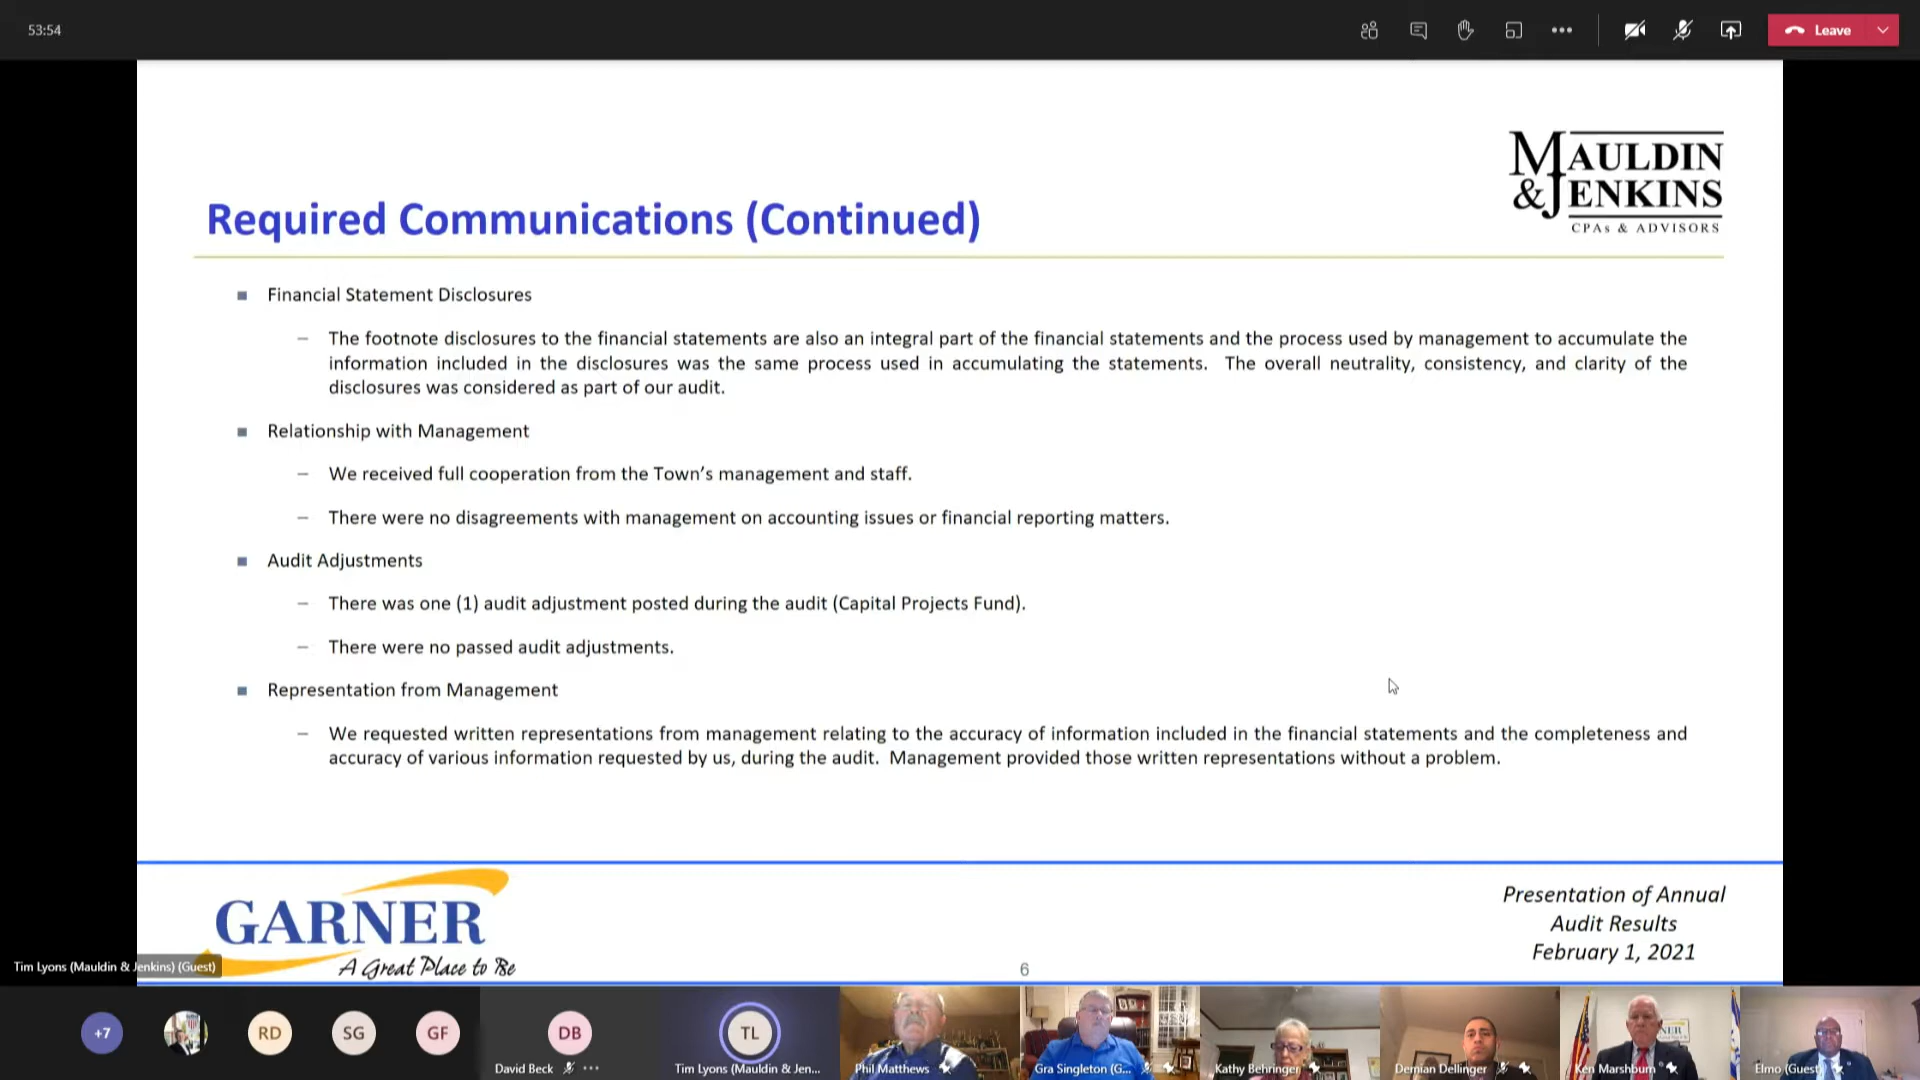 53:54
Leave
MAULDIN
& JENKINS
CPAs & ADVISORS
Required Communications (Continued)
Financial Statement Disclosures
– The footnote disclosures to the financial statements are also an integral part of the financial statements and the process used by management to accumulate the
information included in the disclosures was the same process used in accumulating the statements. The overall neutrality, consistency, and clarity of the
disclosures was considered as part of our audit.
Relationship with Management
– We received full cooperation from the Town's management and staff.
– There were no disagreements with management on accounting issues or financial reporting matters.
Audit Adjustments
– There was one (1) audit adjustment posted during the audit (Capital Projects Fund).
– There were no passed audit adjustments.
Representation from Management
– We requested written representations from management relating to the accuracy of information included in the financial statements and the completeness and
accuracy of various information requested by us, during the audit. Management provided those written representations without a problem.
GARNER
A Great Place to Be
6
Presentation of Annual
Audit Results
February 1, 2021
Tim Lyons (Mauldin & Jenkins) (Guest)
+7
RD
SG
GF
DB
David Beck
TL
Tim Lyons (Mauldin & Jen...
Phil Matthews
Gra Singleton (G...
Kathy Behringer
Demian Dellinger
Ken Marshburn
Elmo (Guest)